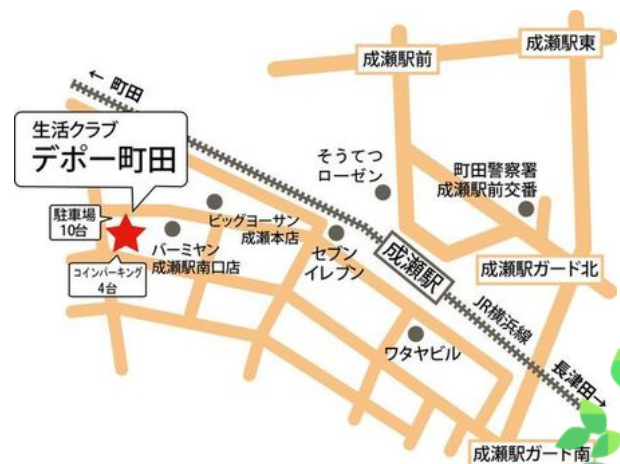 成瀬駅東
成瀬駅前
← 町田
生活クラブ
デポー町田
そうてつ
ローゼン
町田警察署
成瀬駅前交番
駐車場
10台
ビッグヨーサン
成瀬本店
バーミヤン
成瀬駅南口店
セブン
イレブン
成瀬駅
成瀬駅ガード北
コインパーキング
4台
JR横浜線
ワタヤビル
長津田→
成瀬駅ガード南